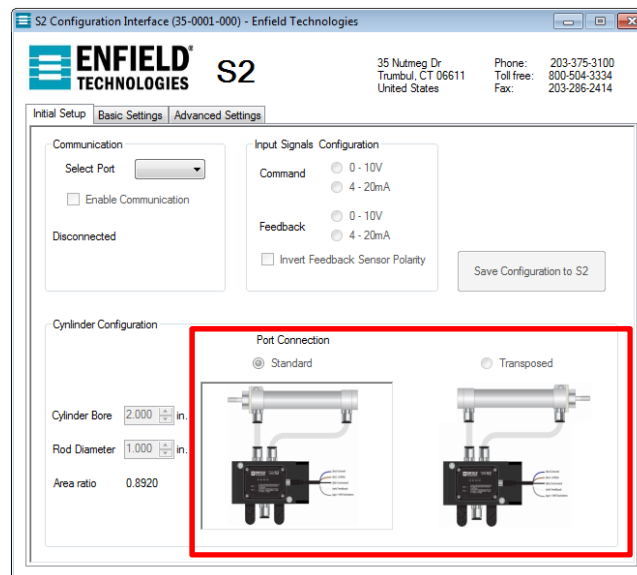 S2 Configuration Interface (35-0001-000) - Enfield Technologies
ENFIELD®
TECHNOLOGIES
S2
35 Nutmeg Dr
Trumbul, CT 06611
United States
Phone: 203-375-3100
Toll free: 800-504-3334
Fax: 203-286-2414
Initial Setup Basic Settings Advanced Settings
Communication
Select Port
Enable Communication
Disconnected
Input Signals Configuration
Command
0 - 10V
4 - 20mA
Feedback
0 - 10V
4 - 20mA
Invert Feedback Sensor Polarity
Save Configuration to S2
Cynlinder Configuration
Port Connection
Standard
Transposed
Cylinder Bore 2.000 in.
Rod Diameter 1.000 in.
Area ratio 0.8920
ENFIELD
ENFIELD